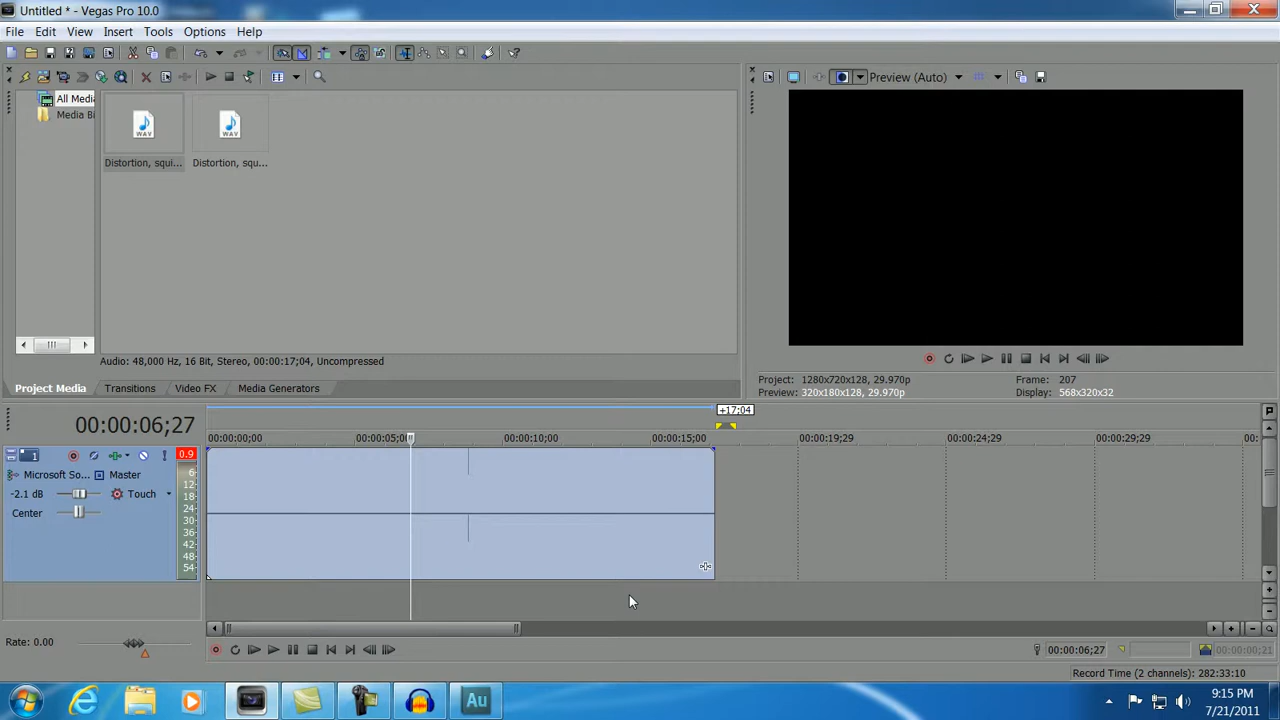 Untitled * - Vegas Pro 10.0
File Edit View Insert Tools Options Help
Preview (Auto)
All Media
Media Bi
WAV
WAV
Distortion, squi...
Distortion, squ...
Audio: 48,000 Hz, 16 Bit, Stereo, 00:00:17;04, Uncompressed
Project Media Transitions Video FX Media Generators
Project: 1280x720x128, 29.970p
Frame: 207
Preview: 320x180x128, 29.970p
Display: 568x320x32
00:00:06;27
+17;04
00:00:00;00 00:00:05;00 00:00:10;00 00:00:15;00 00:00:19;29 00:00:24;29 00:00:29;29 00:
1
0.9
Microsoft So... Master
-2.1 dB Touch
Center
6
12
18
24
30
36
42
48
54
Rate: 0.00
00:00:06;27
00:00:00;21
Record Time (2 channels): 282:33:10
Au
9:15 PM
7/21/2011